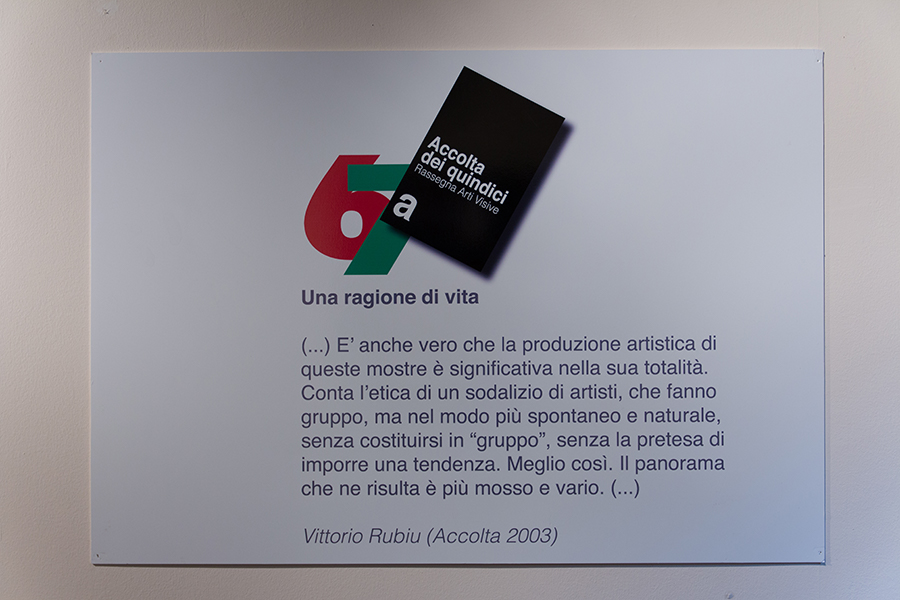 67a
Accolta
dei quindici
Rassegna Arti Visive
Una ragione di vita
(...) E’ anche vero che la produzione artistica di
queste mostre è significativa nella sua totalità.
Conta l’etica di un sodalizio di artisti, che fanno
gruppo, ma nel modo più spontaneo e naturale,
senza costituirsi in “gruppo”, senza la pretesa di
imporre una tendenza. Meglio così. Il panorama
che ne risulta è più mosso e vario. (...)
Vittorio Rubiu (Accolta 2003)